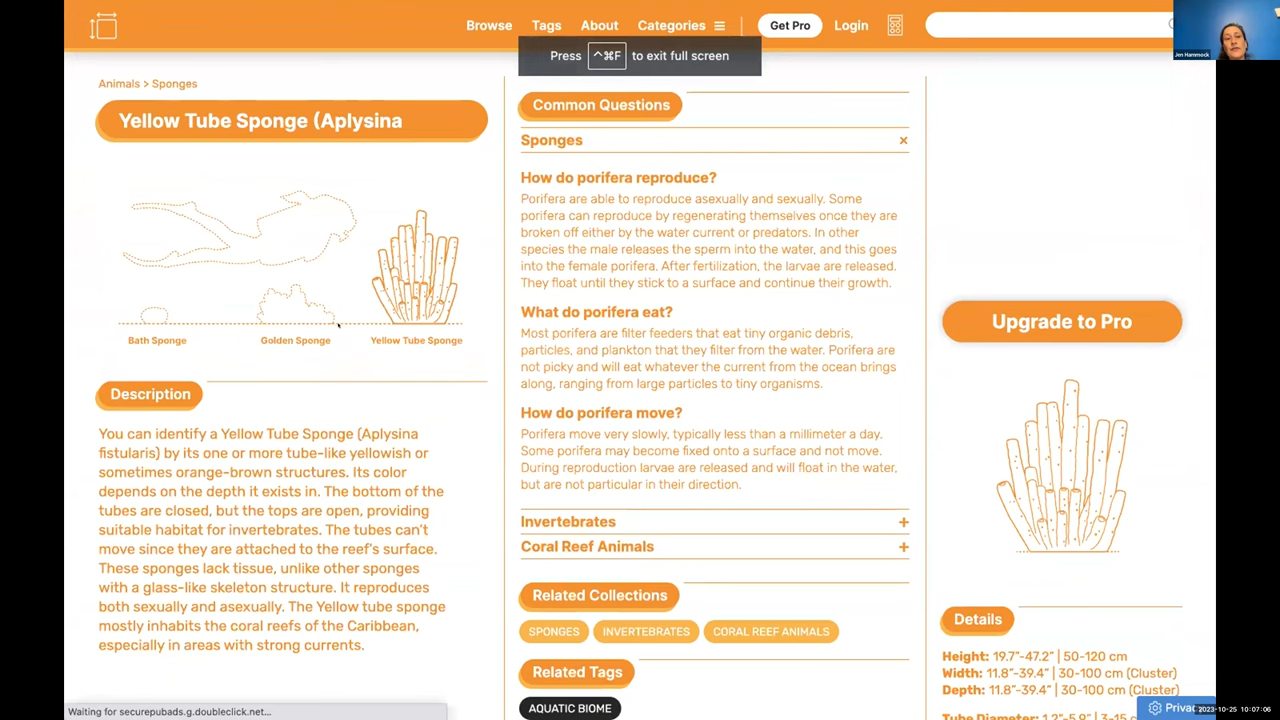 Browse Tags About Categories Get Pro Login
Press ^⌘F to exit full screen
Jen Hammock
Animals > Sponges
Yellow Tube Sponge (Aplysina
Bath Sponge Golden Sponge Yellow Tube Sponge
Description
You can identify a Yellow Tube Sponge (Aplysina
fistularis) by its one or more tube-like yellowish or
sometimes orange-brown structures. Its color
depends on the depth it exists in. The bottom of the
tubes are closed, but the tops are open, providing
suitable habitat for invertebrates. The tubes can't
move since they are attached to the reef's surface.
These sponges lack tissue, unlike other sponges
with a glass-like skeleton structure. It reproduces
both sexually and asexually. The Yellow tube sponge
mostly inhabits the coral reefs of the Caribbean,
especially in areas with strong currents.
Waiting for securepubads.g.doubleclick.net...
Common Questions
Sponges ×
How do porifera reproduce?
Porifera are able to reproduce asexually and sexually. Some
porifera can reproduce by regenerating themselves once they are
broken off either by the water current or predators. In other
species the male releases the sperm into the water, and this goes
into the female porifera. After fertilization, the larvae are released.
They float until they stick to a surface and continue their growth.
What do porifera eat?
Most porifera are filter feeders that eat tiny organic debris,
particles, and plankton that they filter from the water. Porifera are
not picky and will eat whatever the current from the ocean brings
along, ranging from large particles to tiny organisms.
How do porifera move?
Porifera move very slowly, typically less than a millimeter a day.
Some porifera may become fixed onto a surface and not move.
During reproduction larvae are released and will float in the water,
but are not particular in their direction.
Invertebrates +
Coral Reef Animals +
Related Collections
SPONGES INVERTEBRATES CORAL REEF ANIMALS
Related Tags
AQUATIC BIOME
Upgrade to Pro
Details
Height: 19.7"-47.2" | 50-120 cm
Width: 11.8"-39.4" | 30-100 cm (Cluster)
Depth: 11.8"-39.4" | 30-100 cm (Cluster)
Tube Diameter: 1.2"-5.9" | 3-15
Privac
2023-10-25 10:07:06